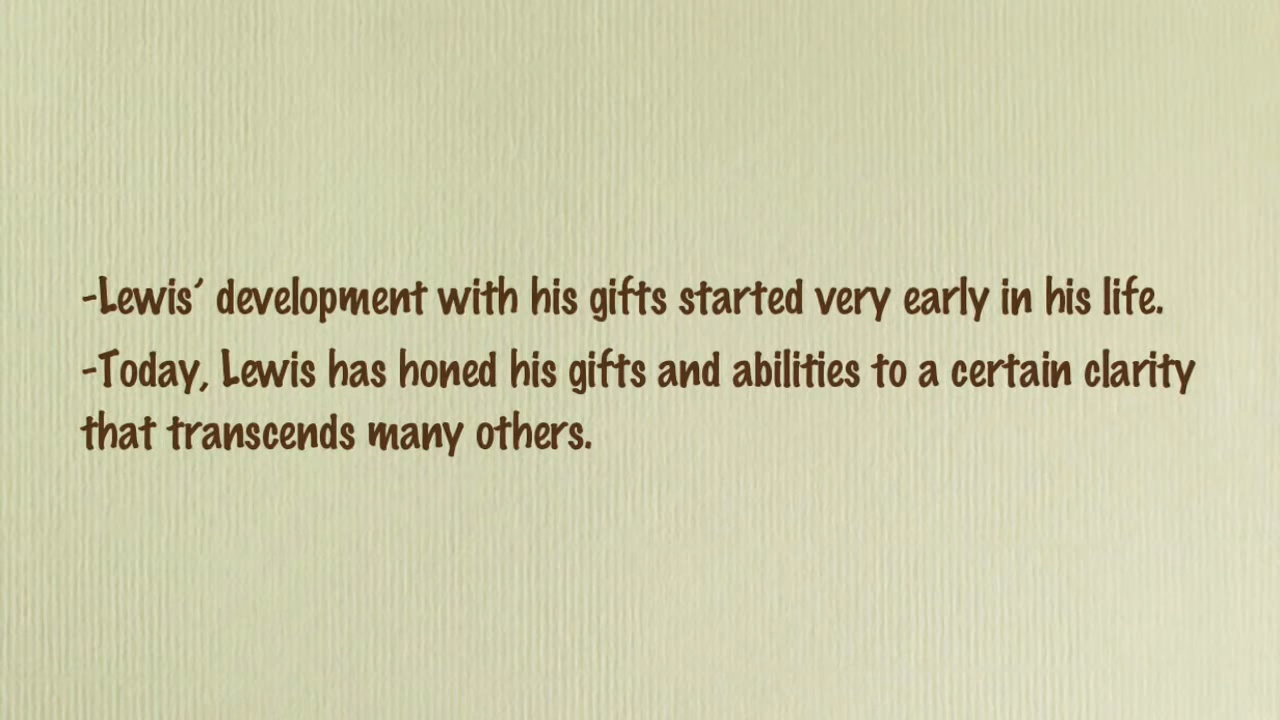 -Lewis´ development with his gifts started very early in his life.
-Today, Lewis has honed his gifts and abilities to a certain clarity
that transcends many others.